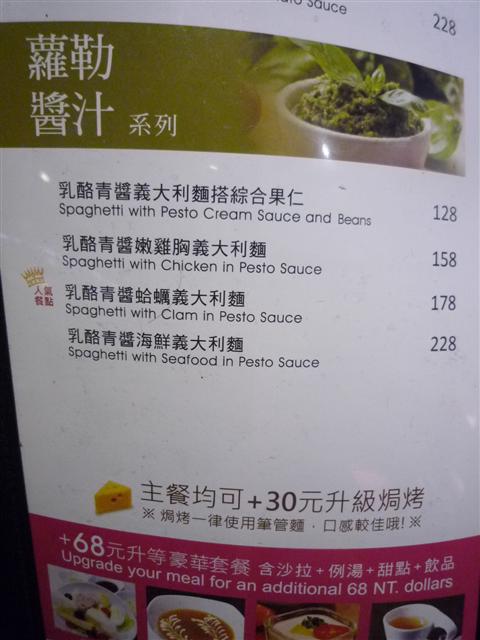 Sauce
228
蘿勒
醬汁 系列
乳酪青醬義大利麵搭綜合果仁
Spaghetti with Pesto Cream Sauce and Beans 128
乳酪青醬嫩雞胸義大利麵
Spaghetti with Chicken in Pesto Sauce 158
人氣
餐點
乳酪青醬蛤蠣義大利麵
Spaghetti with Clam in Pesto Sauce 178
乳酪青醬海鮮義大利麵
Spaghetti with Seafood in Pesto Sauce 228
主餐均可+30元升級焗烤
※ 焗烤一律使用筆管麵，口感較佳哦! ※
+68元升等豪華套餐 含沙拉+例湯+甜點+飲品
Upgrade your meal for an additional 68 NT. dollars